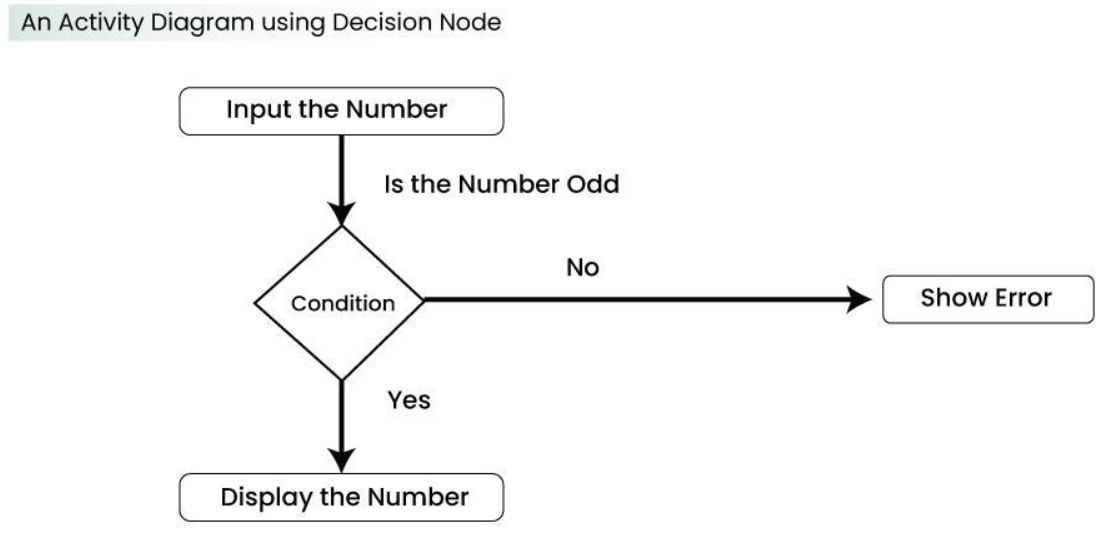 An Activity Diagram using Decision Node
Input the Number
Is the Number Odd
No
Condition
Show Error
Yes
Display the Number